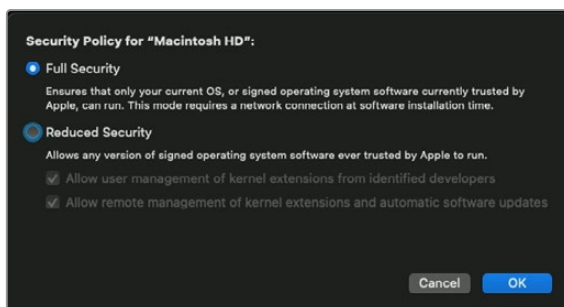 Security Policy for “Macintosh HD”:
Full Security
Ensures that only your current OS, or signed operating system software currently trusted by
Apple, can run. This mode requires a network connection at software installation time.
Reduced Security
Allows any version of signed operating system software ever trusted by Apple to run.
Allow user management of kernel extensions from identified developers
Allow remote management of kernel extensions and automatic software updates
Cancel OK